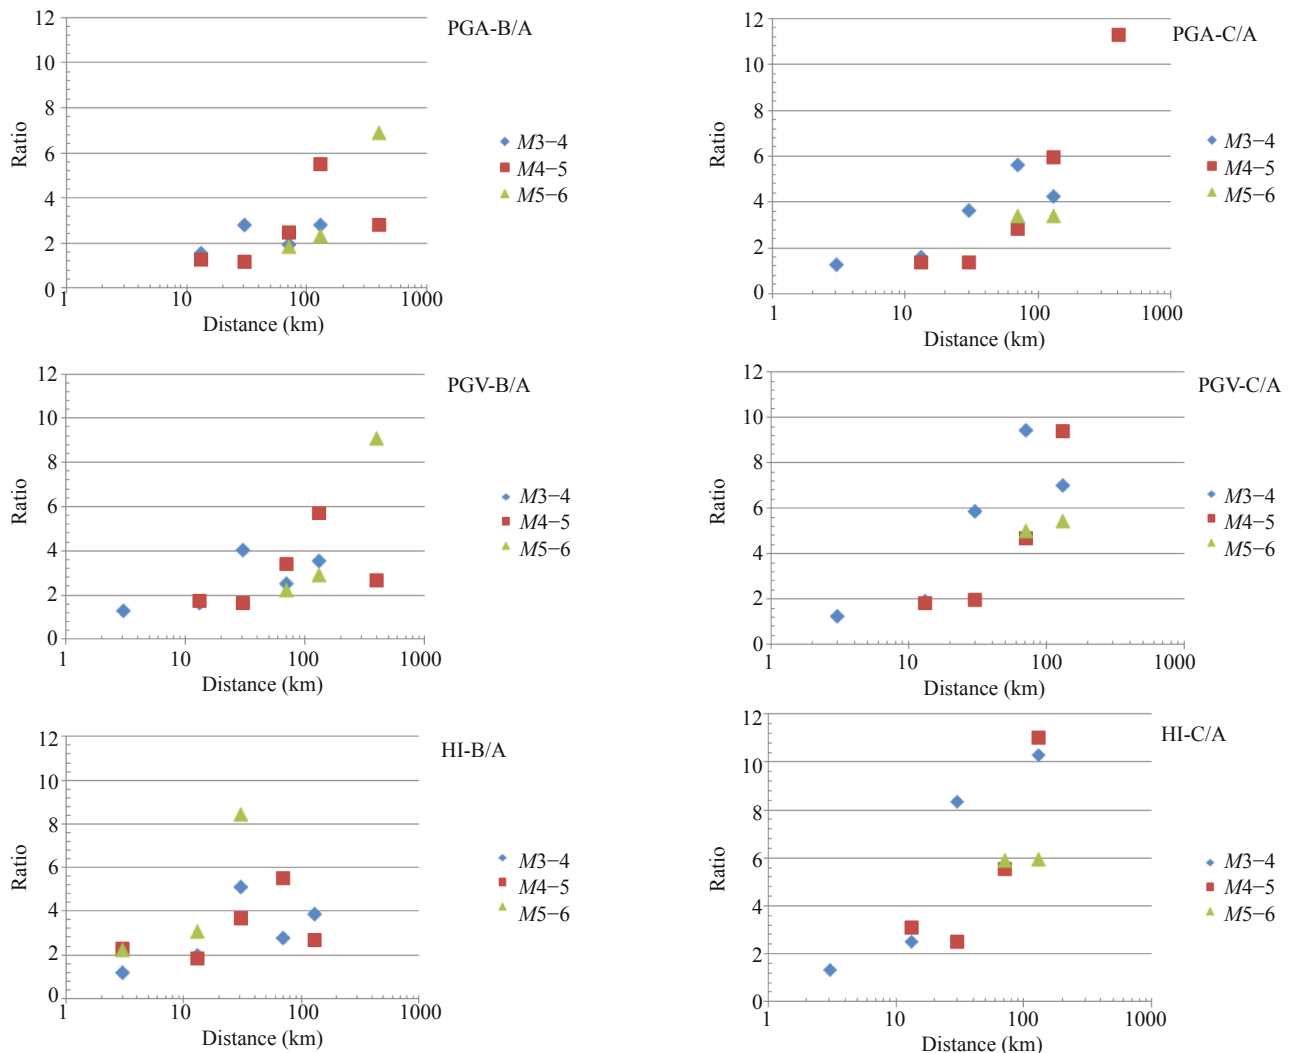 PGA-B/A
12
10
8
6
4
2
0
Ratio
1 10 100 1000
Distance (km)
M3−4
M4−5
M5−6
PGA-C/A
12
10
8
6
4
2
0
Ratio
1 10 100 1000
Distance (km)
M3−4
M4−5
M5−6
PGV-B/A
12
10
8
6
4
2
0
Ratio
1 10 100 1000
Distance (km)
M3−4
M4−5
M5−6
PGV-C/A
12
10
8
6
4
2
0
Ratio
1 10 100 1000
Distance (km)
M3−4
M4−5
M5−6
HI-B/A
12
10
8
6
4
2
0
Ratio
1 10 100 1000
Distance (km)
M3−4
M4−5
M5−6
HI-C/A
12
10
8
6
4
2
0
Ratio
1 10 100 1000
Distance (km)
M3−4
M4−5
M5−6